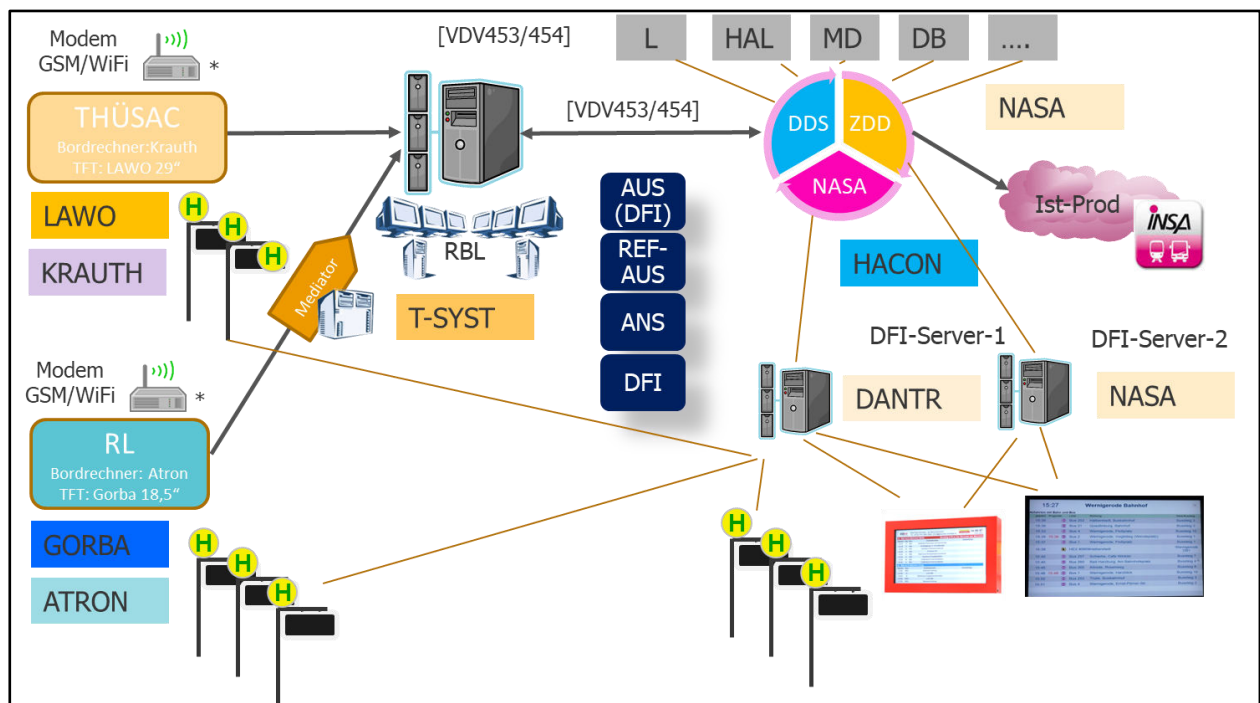 Modem
GSM/WiFi
*
THÜSAC
Bordrechner:Krauth
TFT: LAWO 29“
LAWO
KRAUTH
H
H
H
Mediator
[VDV453/454]
RBL
T-SYST
[VDV453/454]
L
HAL
MD
DB
....
DDS
ZDD
NASA
NASA
Ist-Prod
iNSA
AUS
(DFI)
REF-
AUS
ANS
DFI
HACON
DFI-Server-1
DFI-Server-2
DANTR
NASA
Modem
GSM/WiFi
*
RL
Bordrechner: Atron
TFT: Gorba 18,5“
GORBA
ATRON
H
H
H
H
H
H
15:27
Wernigerode Bahnhof